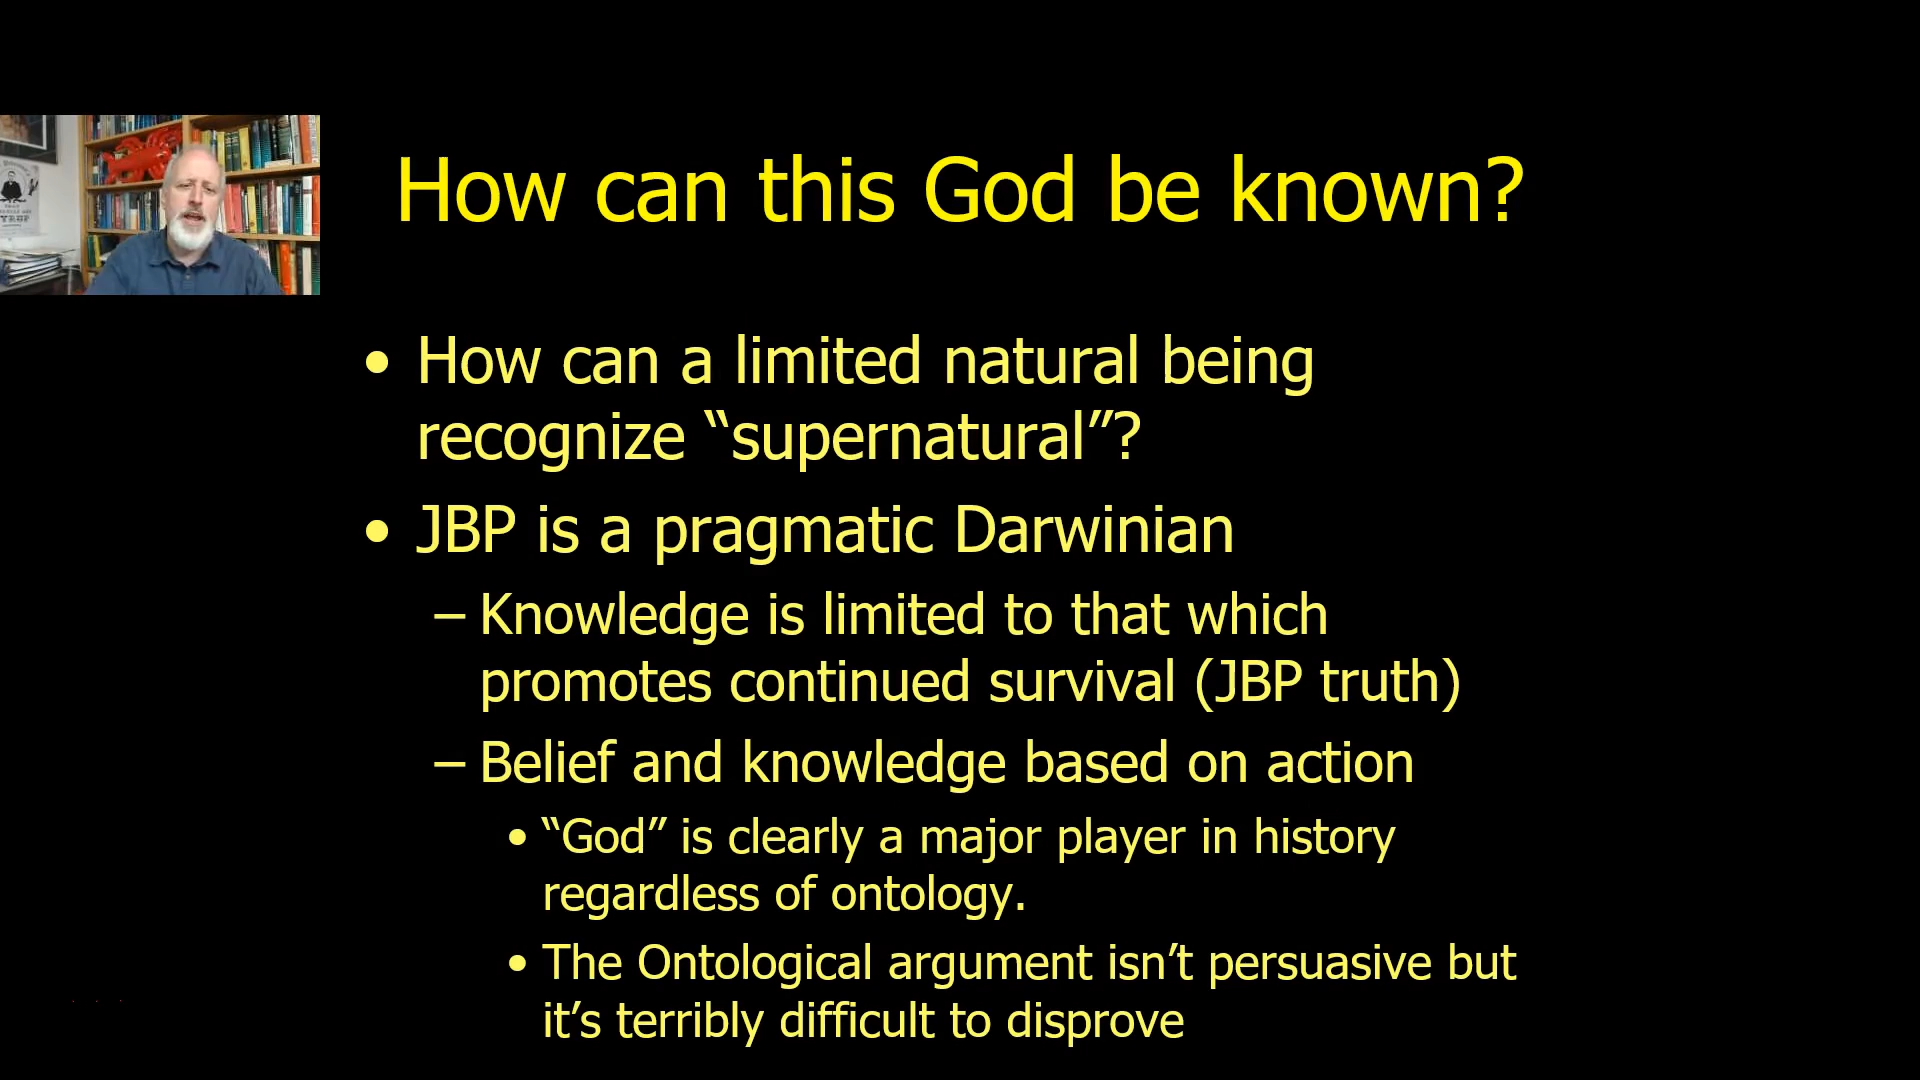 How can this God be known?
• How can a limited natural being
recognize “supernatural”?
• JBP is a pragmatic Darwinian
– Knowledge is limited to that which
promotes continued survival (JBP truth)
– Belief and knowledge based on action
• “God” is clearly a major player in history
regardless of ontology.
• The Ontological argument isn’t persuasive but
it’s terribly difficult to disprove